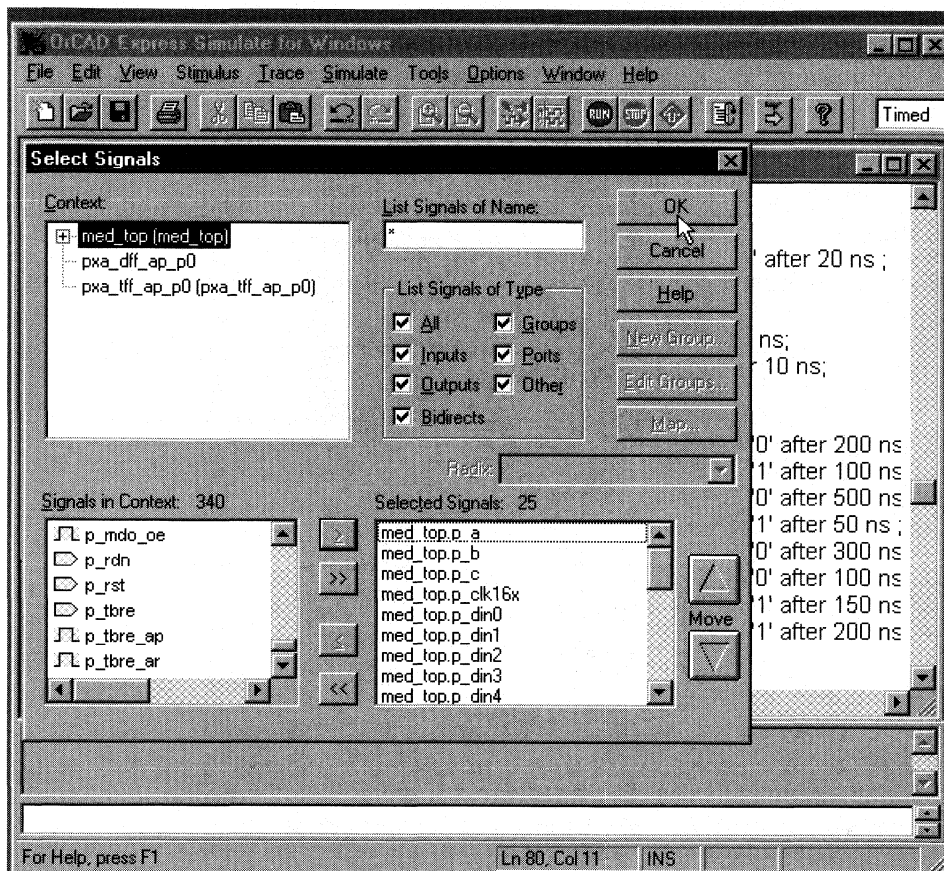 OrCAD Express Simulate for Windows
File Edit View Stimulus Trace Simulate Tools Options Window Help
RUN STOP ? Timed
Select Signals
Context:
med_top (med_top)
pxa_dff_ap_p0
pxa_tff_ap_p0 (pxa_tff_ap_p0)
List Signals of Name:
*
List Signals of Type
All Groups
Inputs Ports
Outputs Other
Bidirects
OK
Cancel
Help
New Group...
Edit Groups...
Map...
Radix:
Signals in Context: 340
p_mdo_oe
p_rdn
p_rst
p_tbre
p_tbre_ap
p_tbre_ar
>
>>
<
<<
Selected Signals: 25
med_top.p_a
med_top.p_b
med_top.p_c
med_top.p_clk16x
med_top.p_din0
med_top.p_din1
med_top.p_din2
med_top.p_din3
med_top.p_din4
Move
' after 20 ns ;
ns;
10 ns;
'0' after 200 ns
'1' after 100 ns
'0' after 500 ns
'1' after 50 ns ;
'0' after 300 ns
'0' after 100 ns
'1' after 150 ns
'1' after 200 ns
For Help, press F1 Ln 80, Col 11 INS